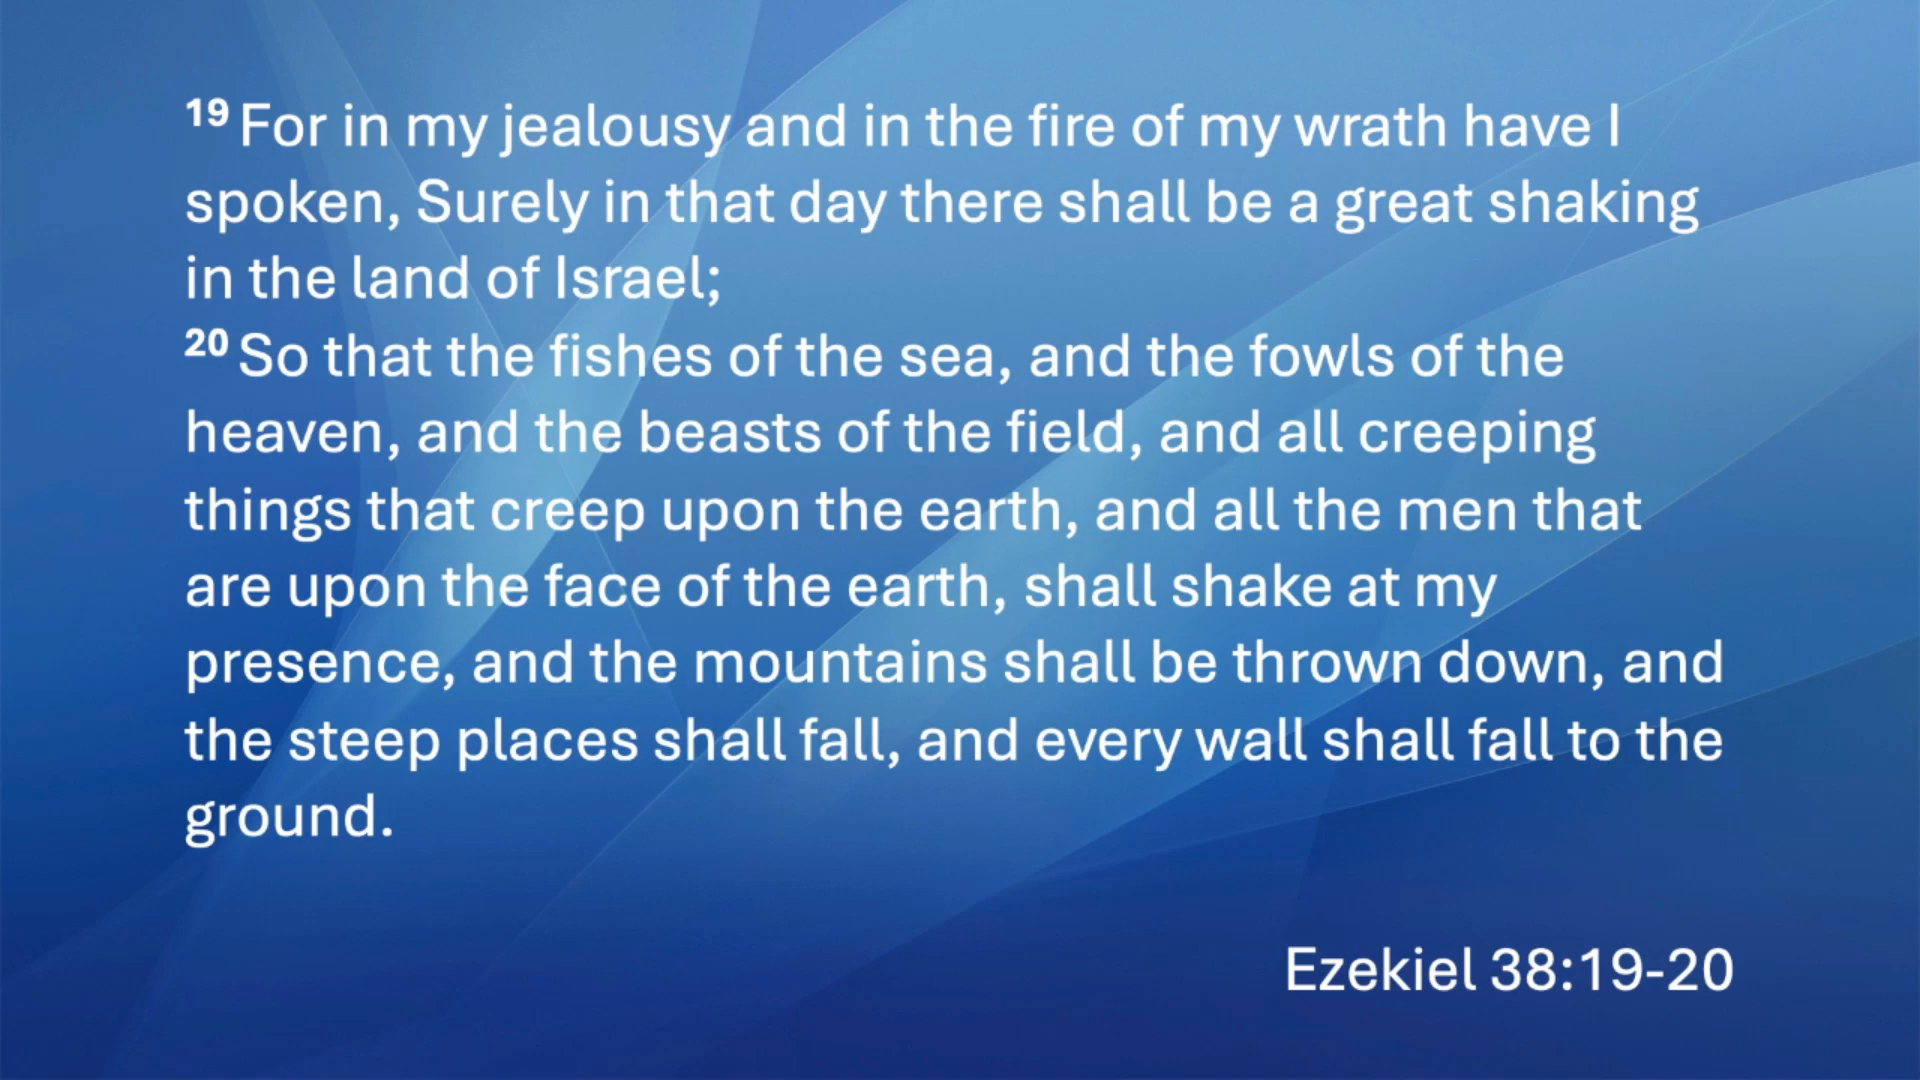 19 For in my jealousy and in the fire of my wrath have I
spoken, Surely in that day there shall be a great shaking
in the land of Israel;
20 So that the fishes of the sea, and the fowls of the
heaven, and the beasts of the field, and all creeping
things that creep upon the earth, and all the men that
are upon the face of the earth, shall shake at my
presence, and the mountains shall be thrown down, and
the steep places shall fall, and every wall shall fall to the
ground.
Ezekiel 38:19-20